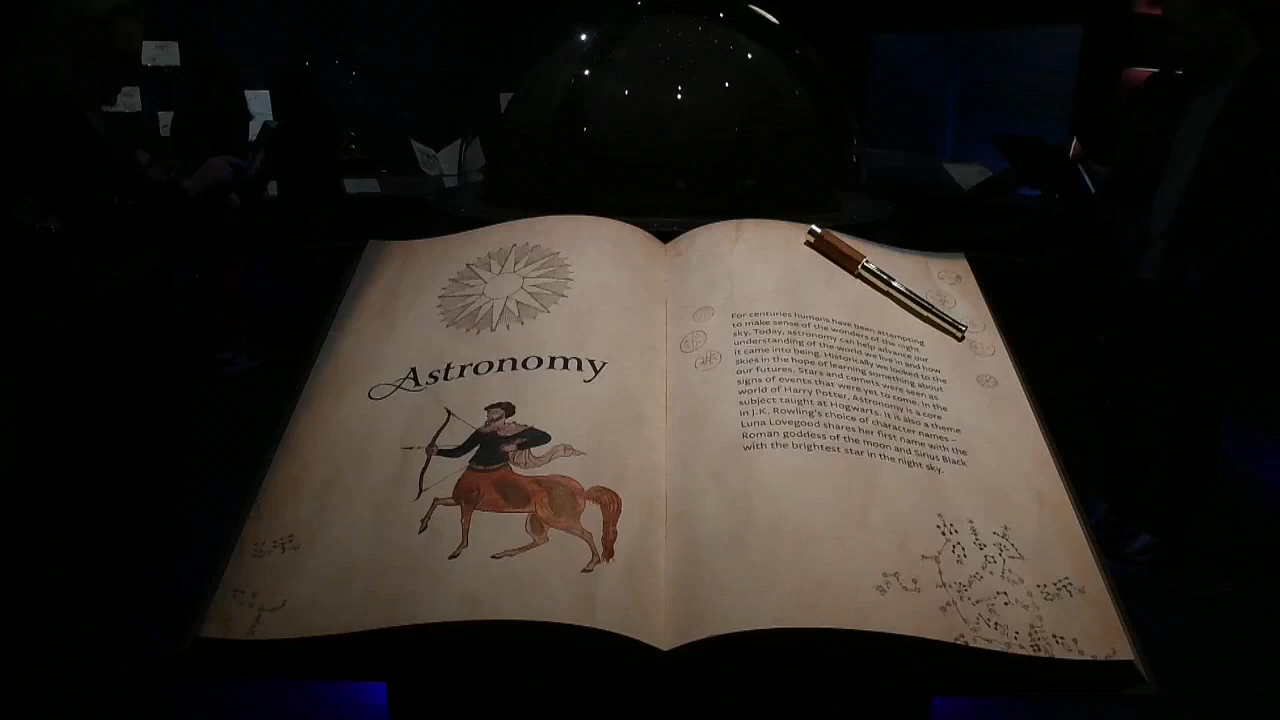 Astronomy
For centuries humans have been attempting
to make sense of the wonders of the night
sky. Today, astronomy can help advance our
understanding of the world we live in and how
it came into being. Historically we looked to the
skies in the hope of learning something about
our futures. Stars and comets were seen as
signs of events that were yet to come. In the
world of Harry Potter, Astronomy is a core
subject taught at Hogwarts. It is also a theme
in J.K. Rowling's choice of character names –
Luna Lovegood shares her first name with the
Roman goddess of the moon and Sirius Black
with the brightest star in the night sky.